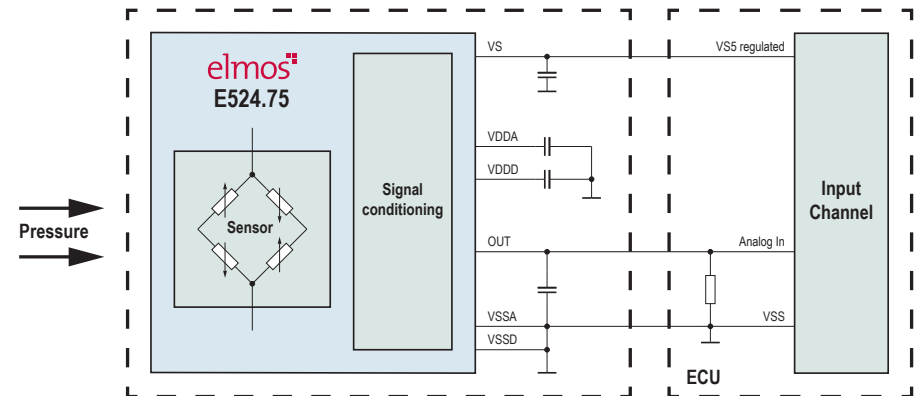 elmos
E524.75
Pressure
Sensor
Signal
conditioning
VS
VDDA
VDDD
OUT
VSSA
VSSD
VS5 regulated
Analog In
VSS
Input
Channel
ECU